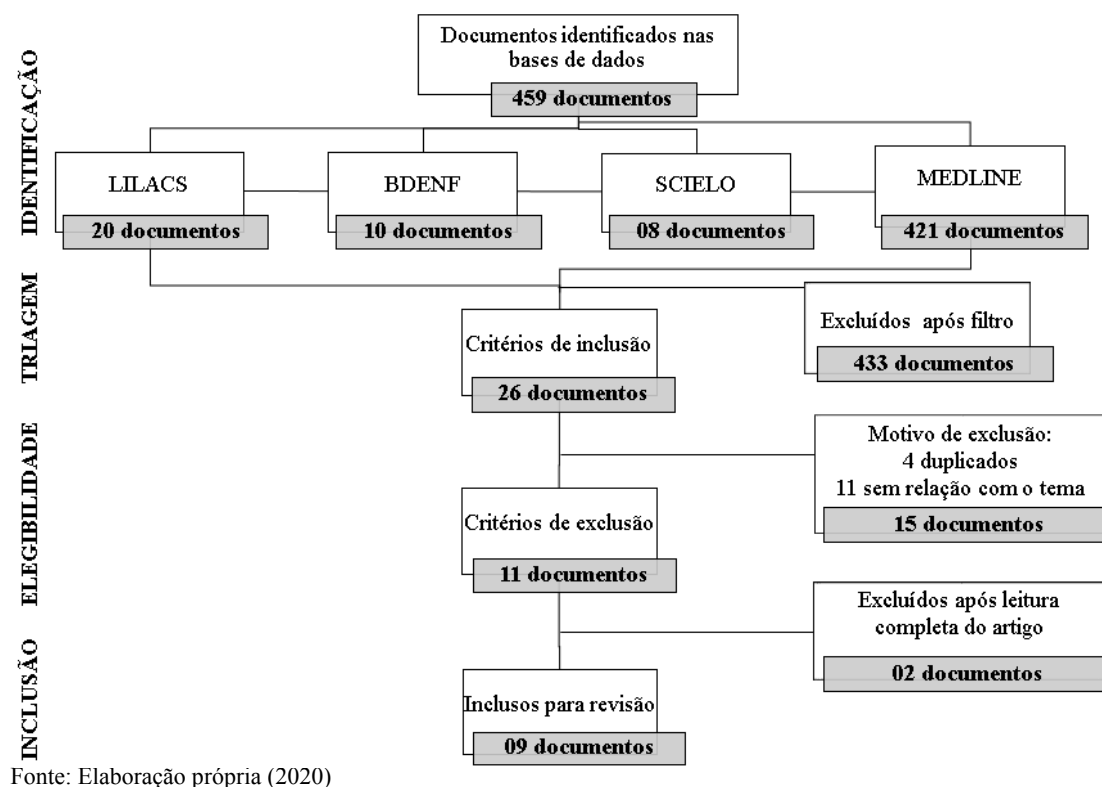 IDENTIFICAÇÃO
Documentos identificados nas
bases de dados
459 documentos
LILACS
20 documentos
BDENF
10 documentos
SCIELO
08 documentos
MEDLINE
421 documentos
TRIAGEM
Critérios de inclusão
26 documentos
Excluídos após filtro
433 documentos
ELEGIBILIDADE
Motivo de exclusão:
4 duplicados
11 sem relação com o tema
15 documentos
Critérios de exclusão
11 documentos
Excluídos após leitura
completa do artigo
02 documentos
INCLUSÃO
Inclusos para revisão
09 documentos
Fonte: Elaboração própria (2020)